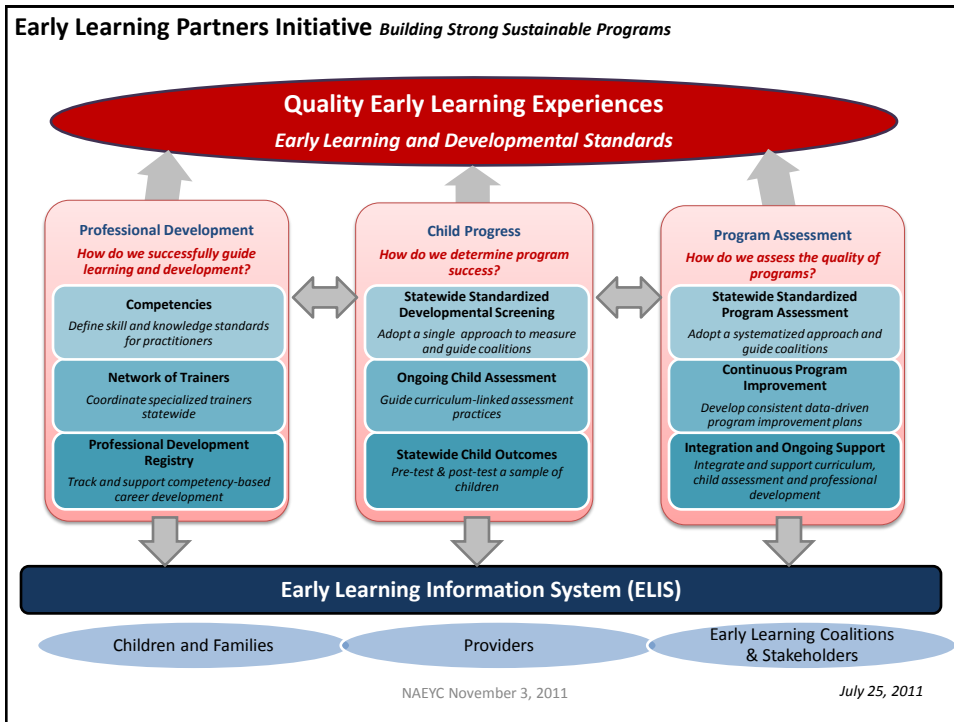 Early Learning Partners Initiative Building Strong Sustainable Programs
Quality Early Learning Experiences
Early Learning and Developmental Standards
Professional Development
How do we successfully guide
learning and development?
Competencies
Define skill and knowledge standards
for practitioners
Network of Trainers
Coordinate specialized trainers
statewide
Professional Development
Registry
Track and support competency-based
career development
Child Progress
How do we determine program
success?
Statewide Standardized
Developmental Screening
Adopt a single approach to measure
and guide coalitions
Ongoing Child Assessment
Guide curriculum-linked assessment
practices
Statewide Child Outcomes
Pre-test & post-test a sample of
children
Program Assessment
How do we assess the quality of
programs?
Statewide Standardized
Program Assessment
Adopt a systematized approach and
guide coalitions
Continuous Program
Improvement
Develop consistent data-driven
program improvement plans
Integration and Ongoing Support
Integrate and support curriculum,
child assessment and professional
development
Early Learning Information System (ELIS)
Children and Families
Providers
Early Learning Coalitions
& Stakeholders
NAEYC November 3, 2011
July 25, 2011